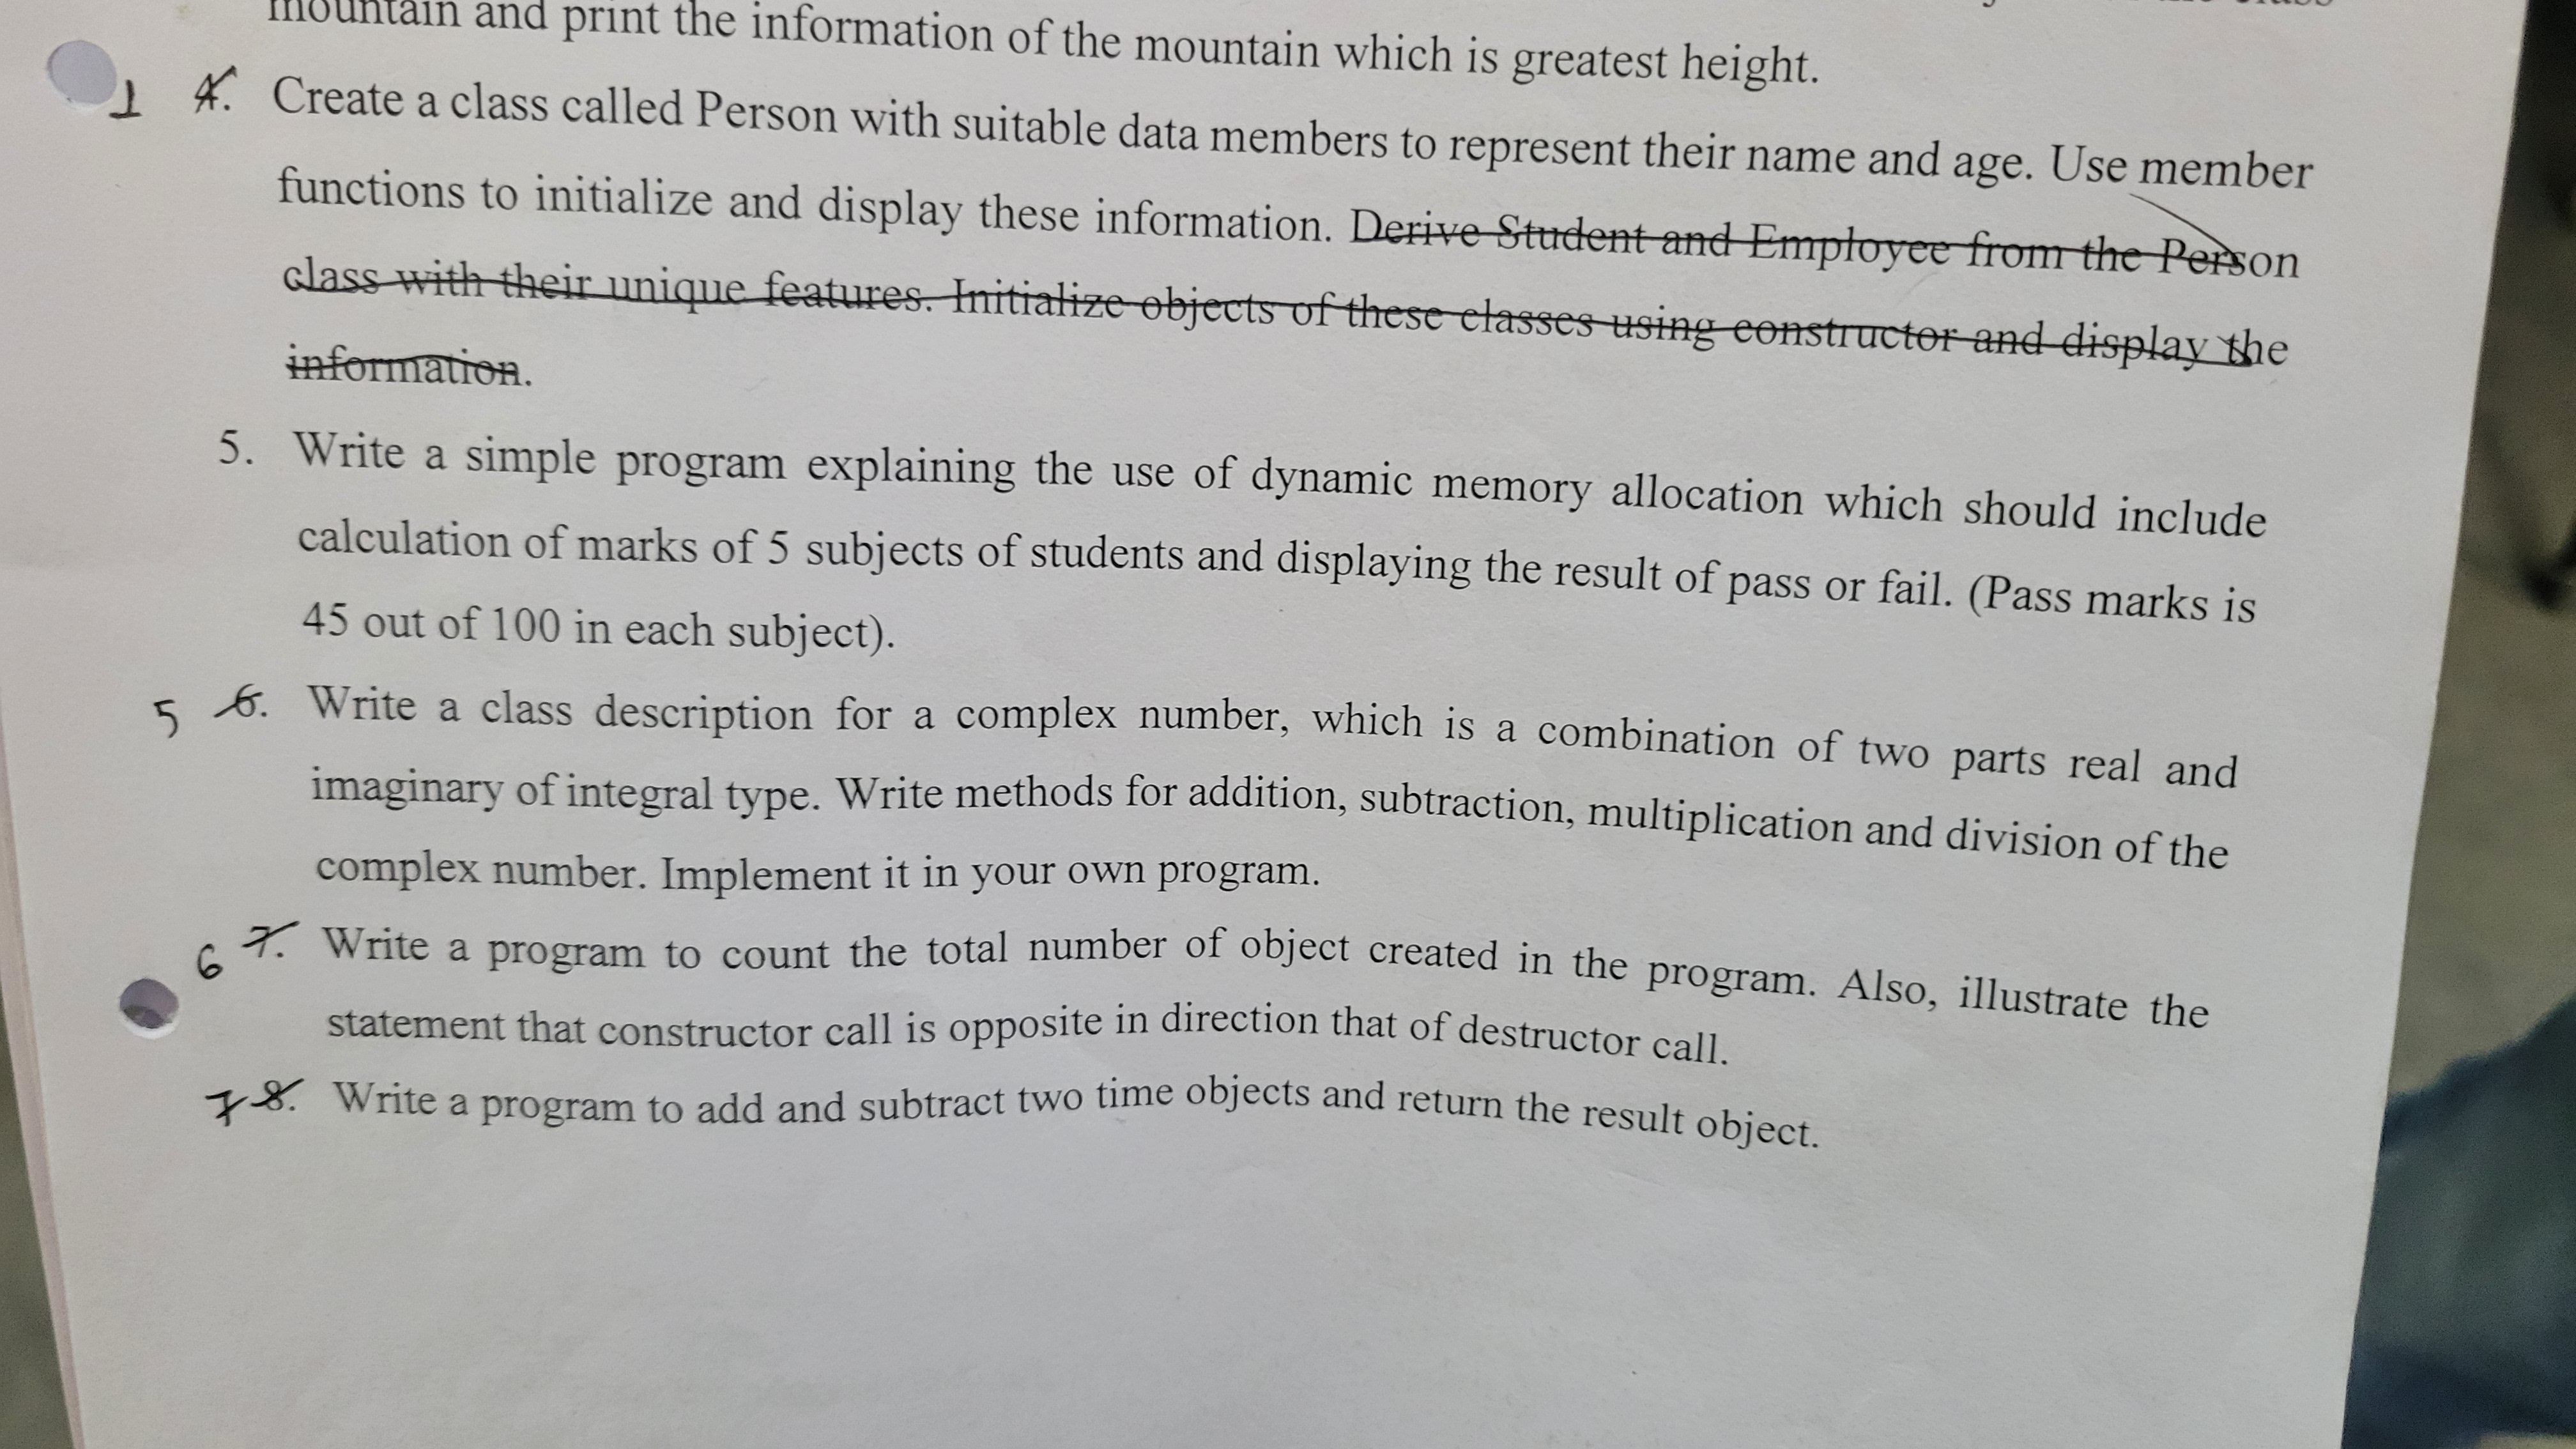 mountain and print the information of the mountain which is greatest height.
1 4. Create a class called Person with suitable data members to represent their name and age. Use member
functions to initialize and display these information. Derive Student and Employee from the Person
class with their unique features. Initialize objects of these classes using constructor and display the
information.
5. Write a simple program explaining the use of dynamic memory allocation which should include
calculation of marks of 5 subjects of students and displaying the result of pass or fail. (Pass marks is
45 out of 100 in each subject).
5 6. Write a class description for a complex number, which is a combination of two parts real and
imaginary of integral type. Write methods for addition, subtraction, multiplication and division of the
complex number. Implement it in your own program.
6 7. Write a program to count the total number of object created in the program. Also, illustrate the
statement that constructor call is opposite in direction that of destructor call.
7 8. Write a program to add and subtract two time objects and return the result object.